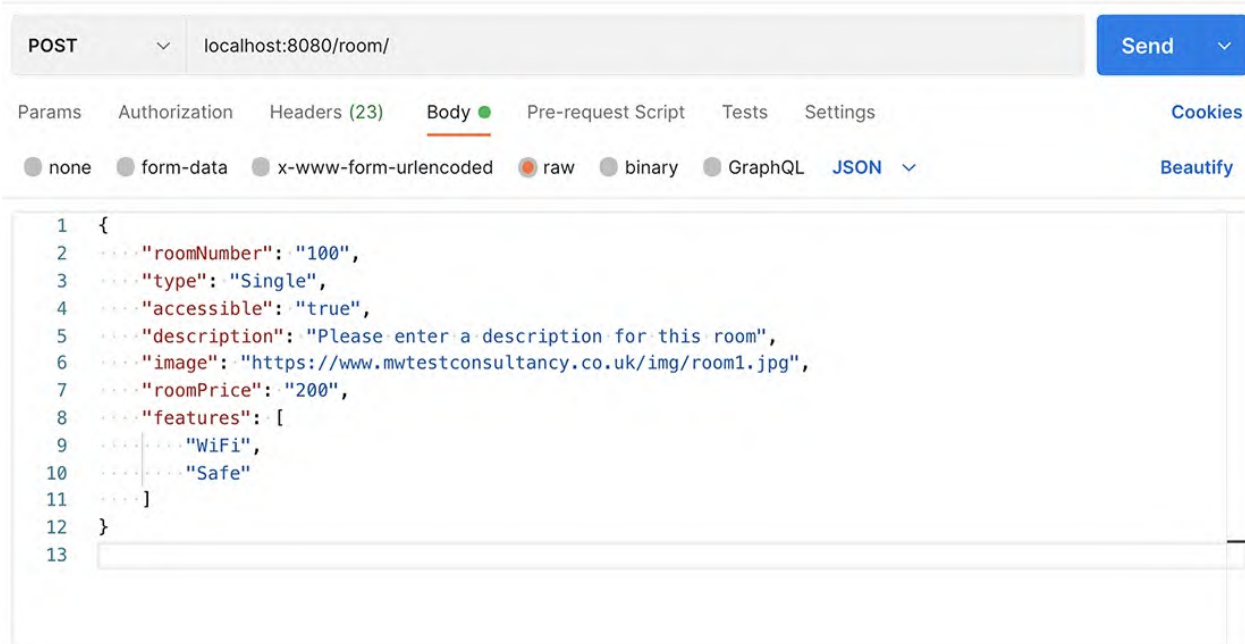 POST localhost:8080/room/ Send
Params Authorization Headers (23) Body Pre-request Script Tests Settings Cookies
none form-data x-www-form-urlencoded raw binary GraphQL JSON Beautify
1 {
2 "roomNumber": "100",
3 "type": "Single",
4 "accessible": "true",
5 "description": "Please enter a description for this room",
6 "image": "https://www.mwtestconsultancy.co.uk/img/room1.jpg",
7 "roomPrice": "200",
8 "features": [
9 "WiFi",
10 "Safe"
11 ]
12 }
13